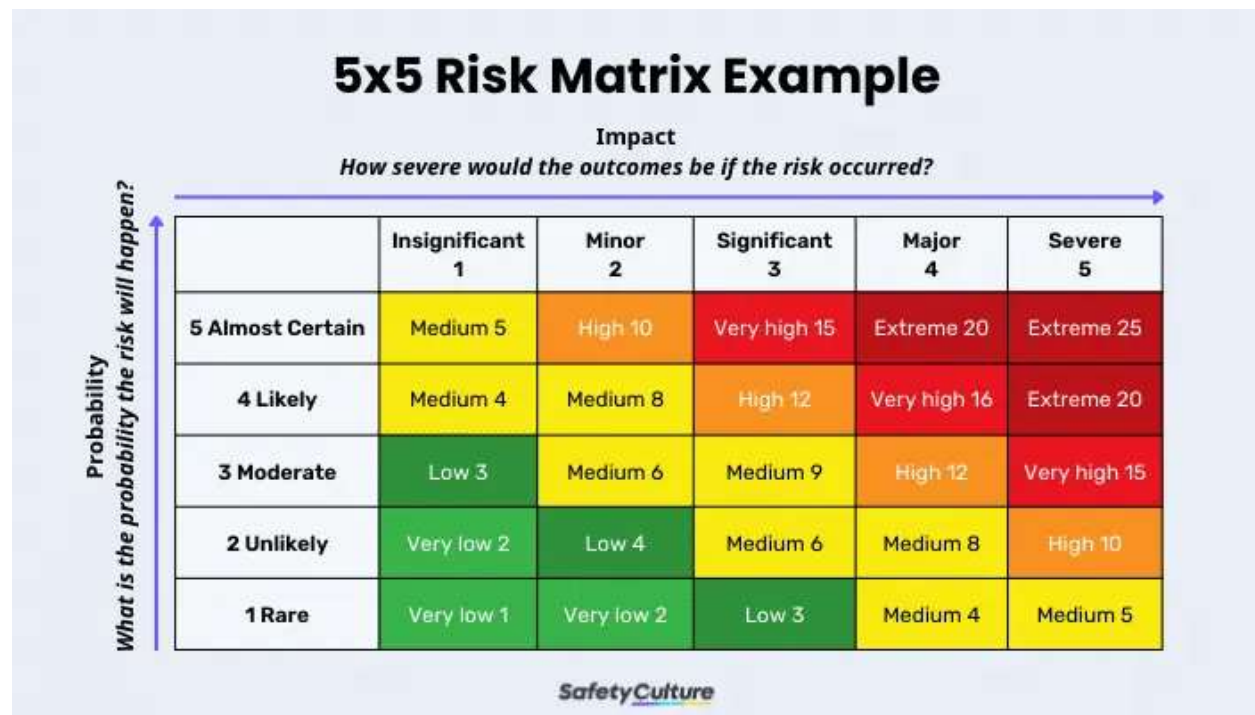 5x5 Risk Matrix Example
Impact
How severe would the outcomes be if the risk occurred?
Probability
What is the probability the risk will happen?
Insignificant Minor Significant Major Severe
1 2 3 4 5
5 Almost Certain Medium 5 High 10 Very high 15 Extreme 20 Extreme 25
4 Likely Medium 4 Medium 8 High 12 Very high 16 Extreme 20
3 Moderate Low 3 Medium 6 Medium 9 High 12 Very high 15
2 Unlikely Very low 2 Low 4 Medium 6 Medium 8 High 10
1 Rare Very low 1 Very low 2 Low 3 Medium 4 Medium 5
SafetyCulture